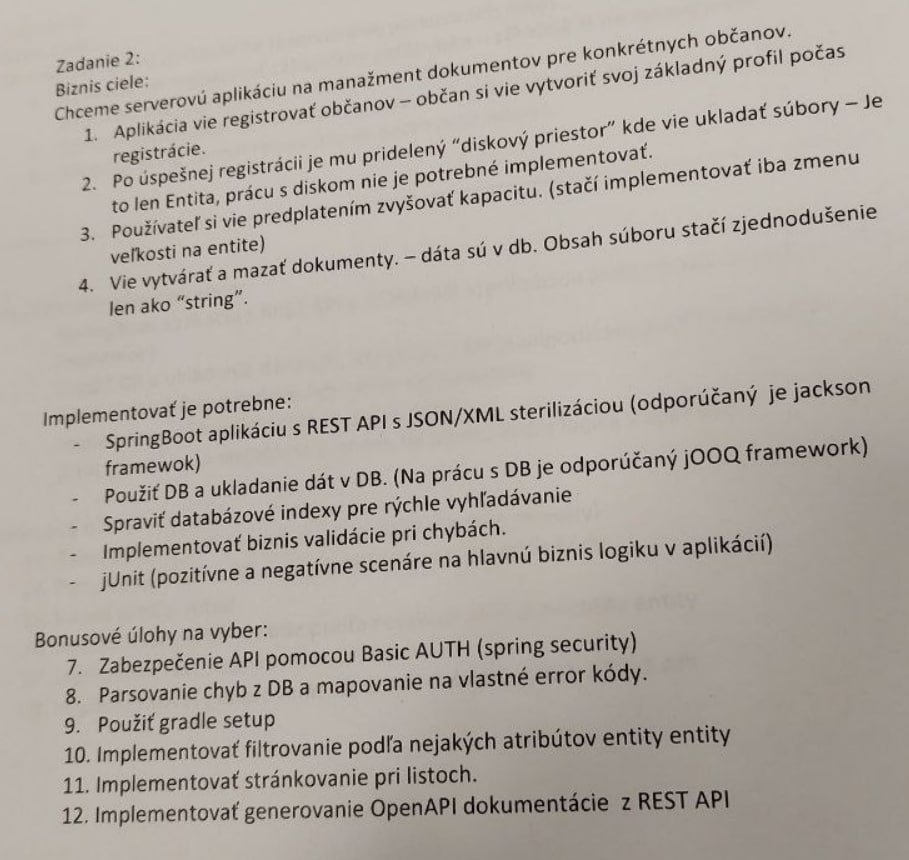 Zadanie 2:
Biznis ciele:
Chceme serverovú aplikáciu na manažment dokumentov pre konkrétnych občanov.
1. Aplikácia vie registrovať občanov – občan si vie vytvoriť svoj základný profil počas
registrácie.
2. Po úspešnej registrácii je mu pridelený “diskový priestor” kde vie ukladať súbory – Je
to len Entita, prácu s diskom nie je potrebné implementovať.
3. Používateľ si vie predplatením zvyšovať kapacitu. (stačí implementovať iba zmenu
veľkosti na entite)
4. Vie vytvárať a mazať dokumenty. – dáta sú v db. Obsah súboru stačí zjednodušenie
len ako “string”.
Implementovať je potrebne:
- SpringBoot aplikáciu s REST API s JSON/XML sterilizáciou (odporúčaný je jackson
framewok)
- Použiť DB a ukladanie dát v DB. (Na prácu s DB je odporúčaný jOOQ framework)
- Spraviť databázové indexy pre rýchle vyhľadávanie
- Implementovať biznis validácie pri chybách.
- jUnit (pozitívne a negatívne scenáre na hlavnú biznis logiku v aplikácií)
Bonusové úlohy na vyber:
7. Zabezpečenie API pomocou Basic AUTH (spring security)
8. Parsovanie chyb z DB a mapovanie na vlastné error kódy.
9. Použiť gradle setup
10. Implementovať filtrovanie podľa nejakých atribútov entity entity
11. Implementovať stránkovanie pri listoch.
12. Implementovať generovanie OpenAPI dokumentácie z REST API